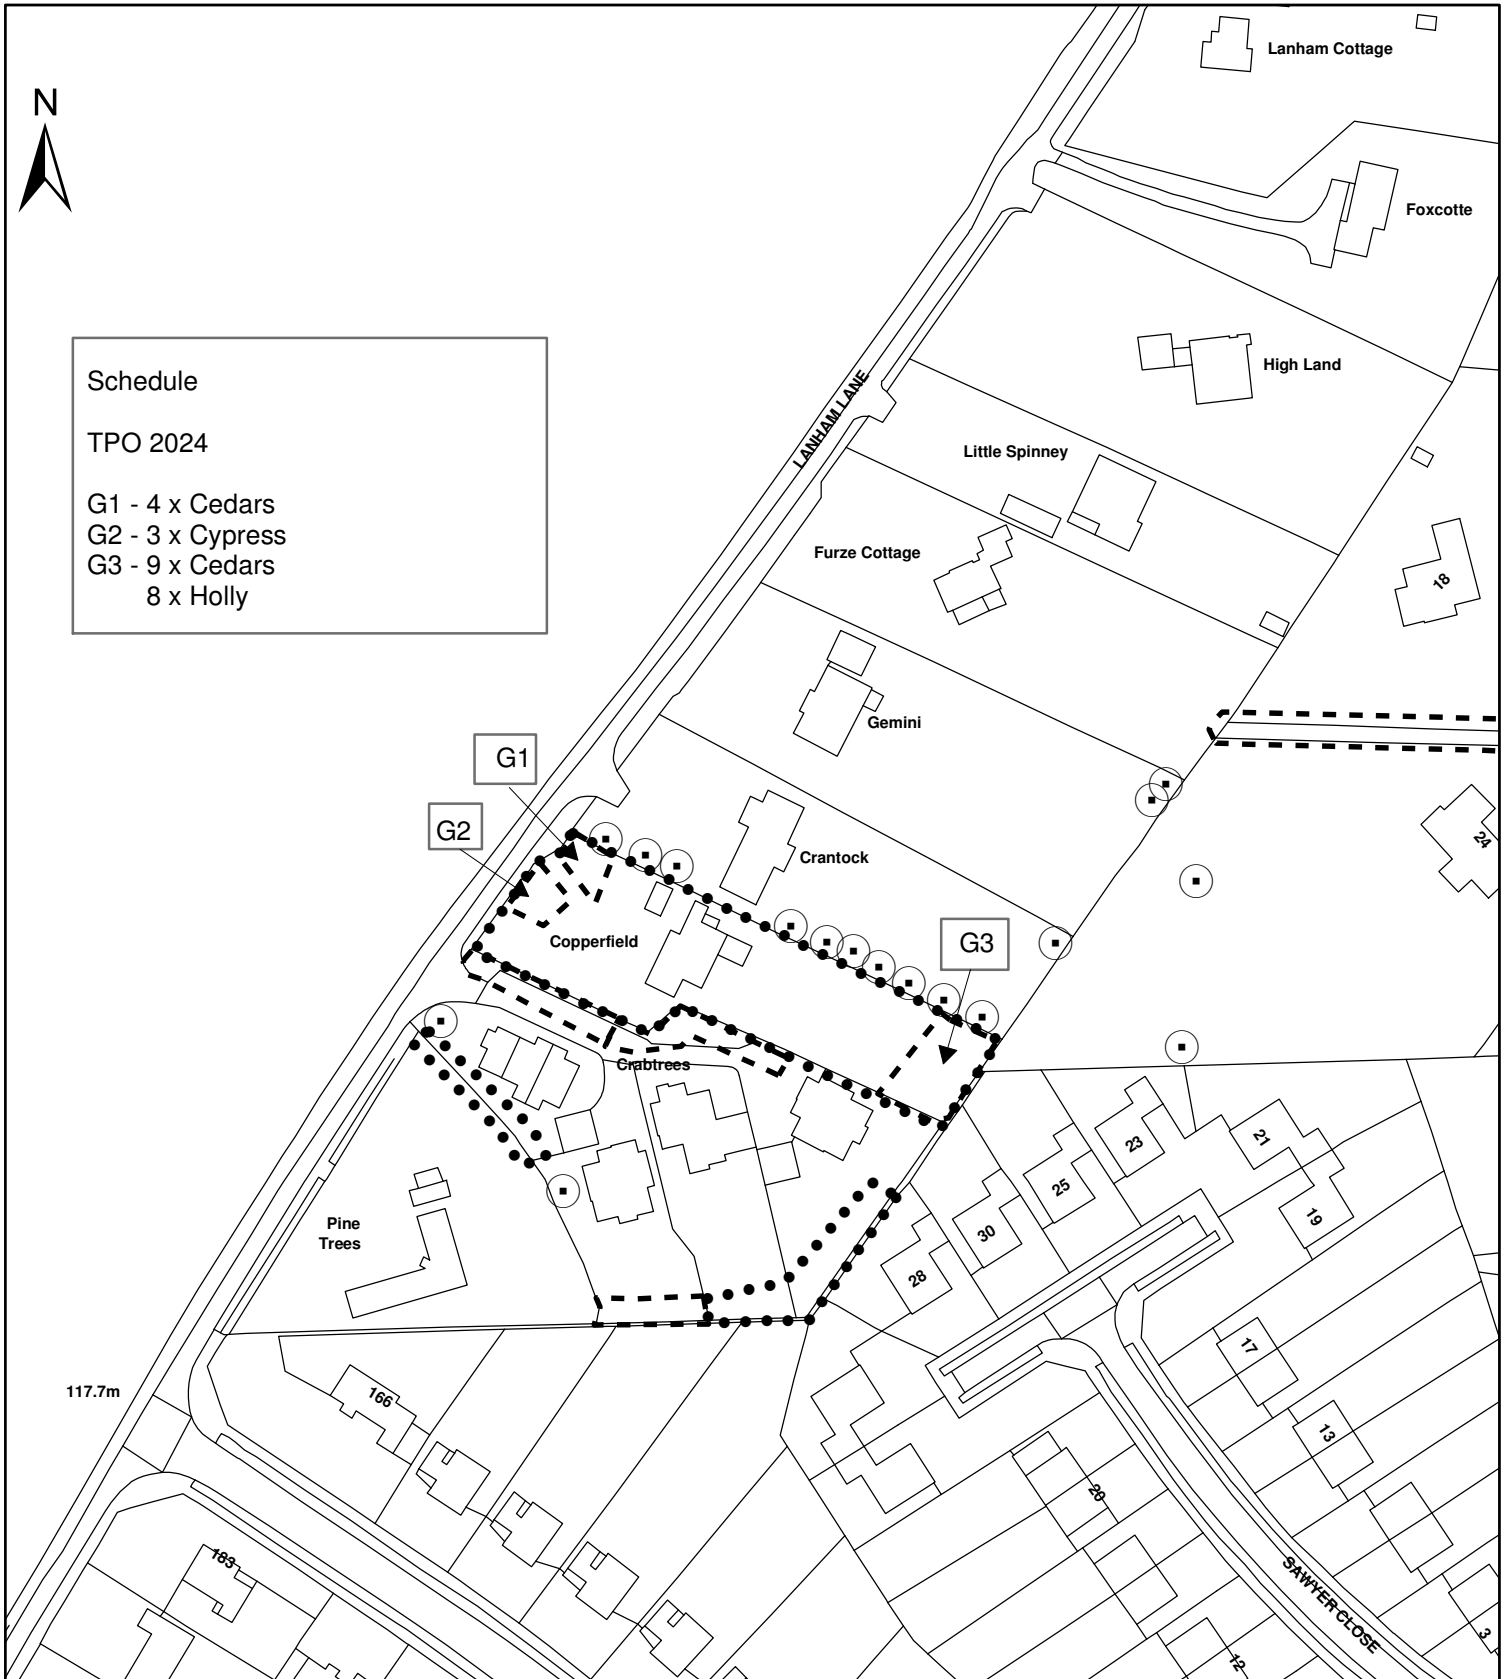 Lanham Cottage
N
Foxcotte
Schedule
TPO 2024
G1 - 4 x Cedars
G2 - 3 x Cypress
G3 - 9 x Cedars
8 x Holly
High Land
LANHAM LANE
Little Spinney
Furze Cottage
18
Gemini
G1
G2
24
Crantock
Copperfield
G3
Crabtrees
23
21
25
19
30
28
Pine
Trees
17
117.7m
166
13
20
183
SAWYER CLOSE
3
12